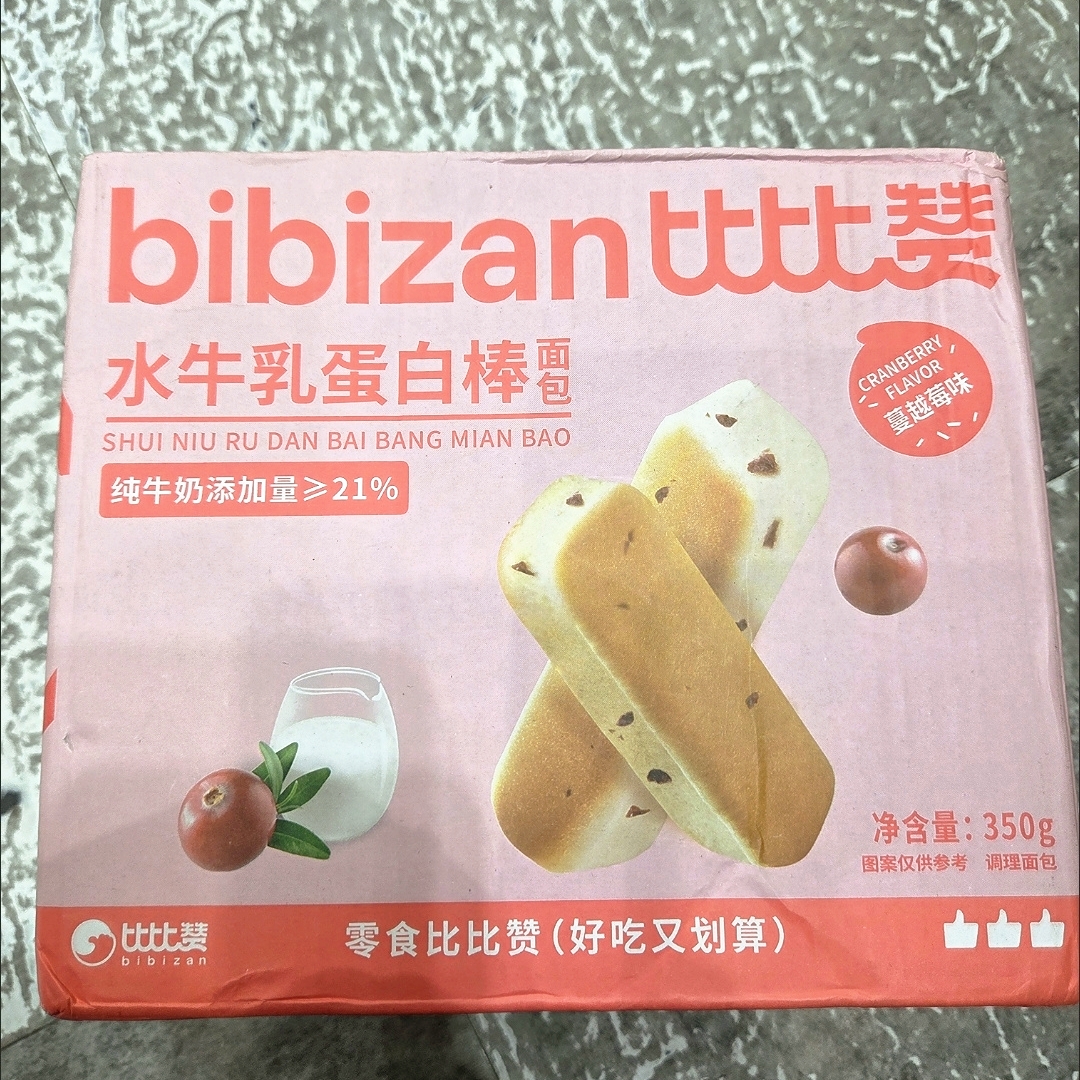 bibizan 比比赞
水牛乳蛋白棒面包
SHUI NIU RU DAN BAI BANG MIAN BAO
纯牛奶添加量≥21%
CRANBERRY
FLAVOR
蔓越莓味
净含量：350g
图案仅供参考 调理面包
比比赞
bibizan
零食比比赞（好吃又划算）